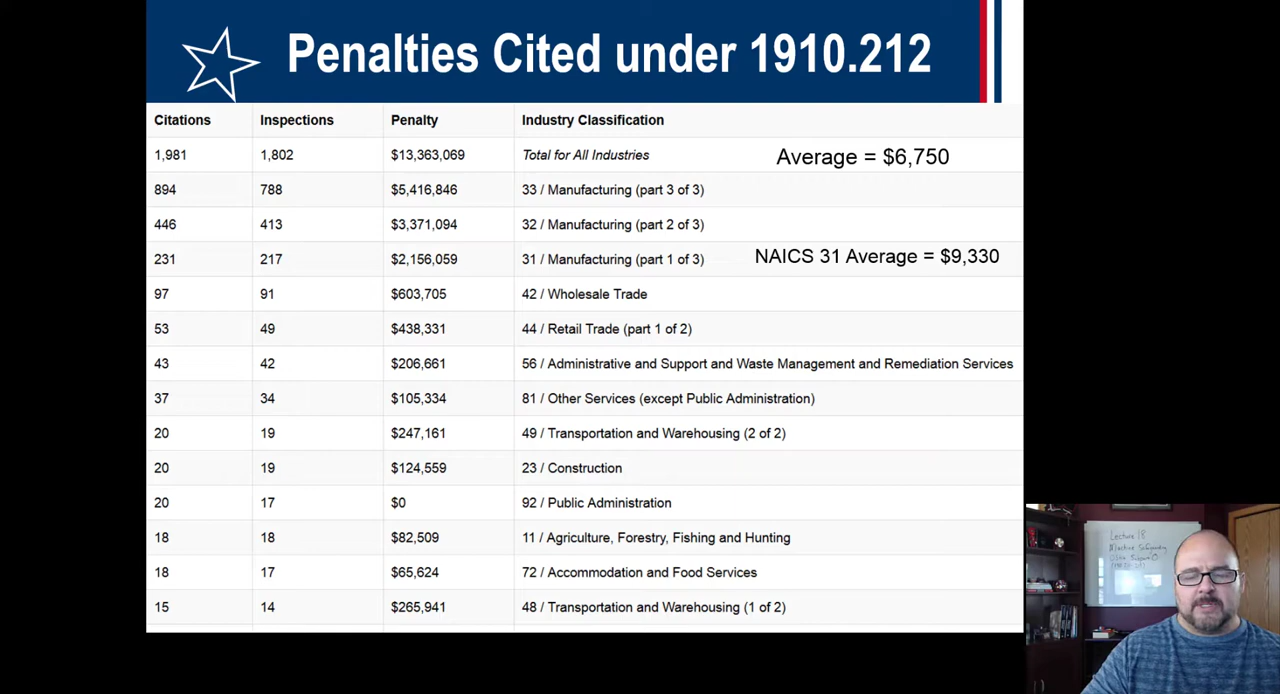 Penalties Cited under 1910.212
Citations Inspections Penalty Industry Classification
1,981 1,802 $13,363,069 Total for All Industries Average = $6,750
894 788 $5,416,846 33 / Manufacturing (part 3 of 3)
446 413 $3,371,094 32 / Manufacturing (part 2 of 3)
231 217 $2,156,059 31 / Manufacturing (part 1 of 3) NAICS 31 Average = $9,330
97 91 $603,705 42 / Wholesale Trade
53 49 $438,331 44 / Retail Trade (part 1 of 2)
43 42 $206,661 56 / Administrative and Support and Waste Management and Remediation Services
37 34 $105,334 81 / Other Services (except Public Administration)
20 19 $247,161 49 / Transportation and Warehousing (2 of 2)
20 19 $124,559 23 / Construction
20 17 $0 92 / Public Administration
18 18 $82,509 11 / Agriculture, Forestry, Fishing and Hunting
18 17 $65,624 72 / Accommodation and Food Services
15 14 $265,941 48 / Transportation and Warehousing (1 of 2)
Lecture 18
Machine Safeguarding